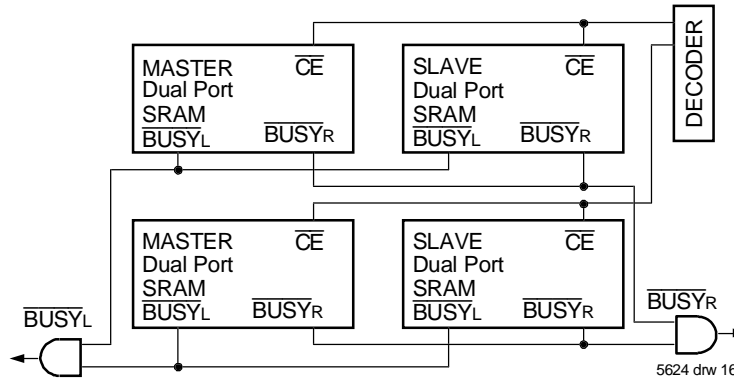 MASTER
Dual Port
SRAM
CE
BUSYL
BUSYR
SLAVE
Dual Port
SRAM
CE
BUSYL
BUSYR
DECODER
MASTER
Dual Port
SRAM
CE
BUSYL
BUSYR
SLAVE
Dual Port
SRAM
CE
BUSYL
BUSYR
BUSYL
BUSYR
5624 drw 16